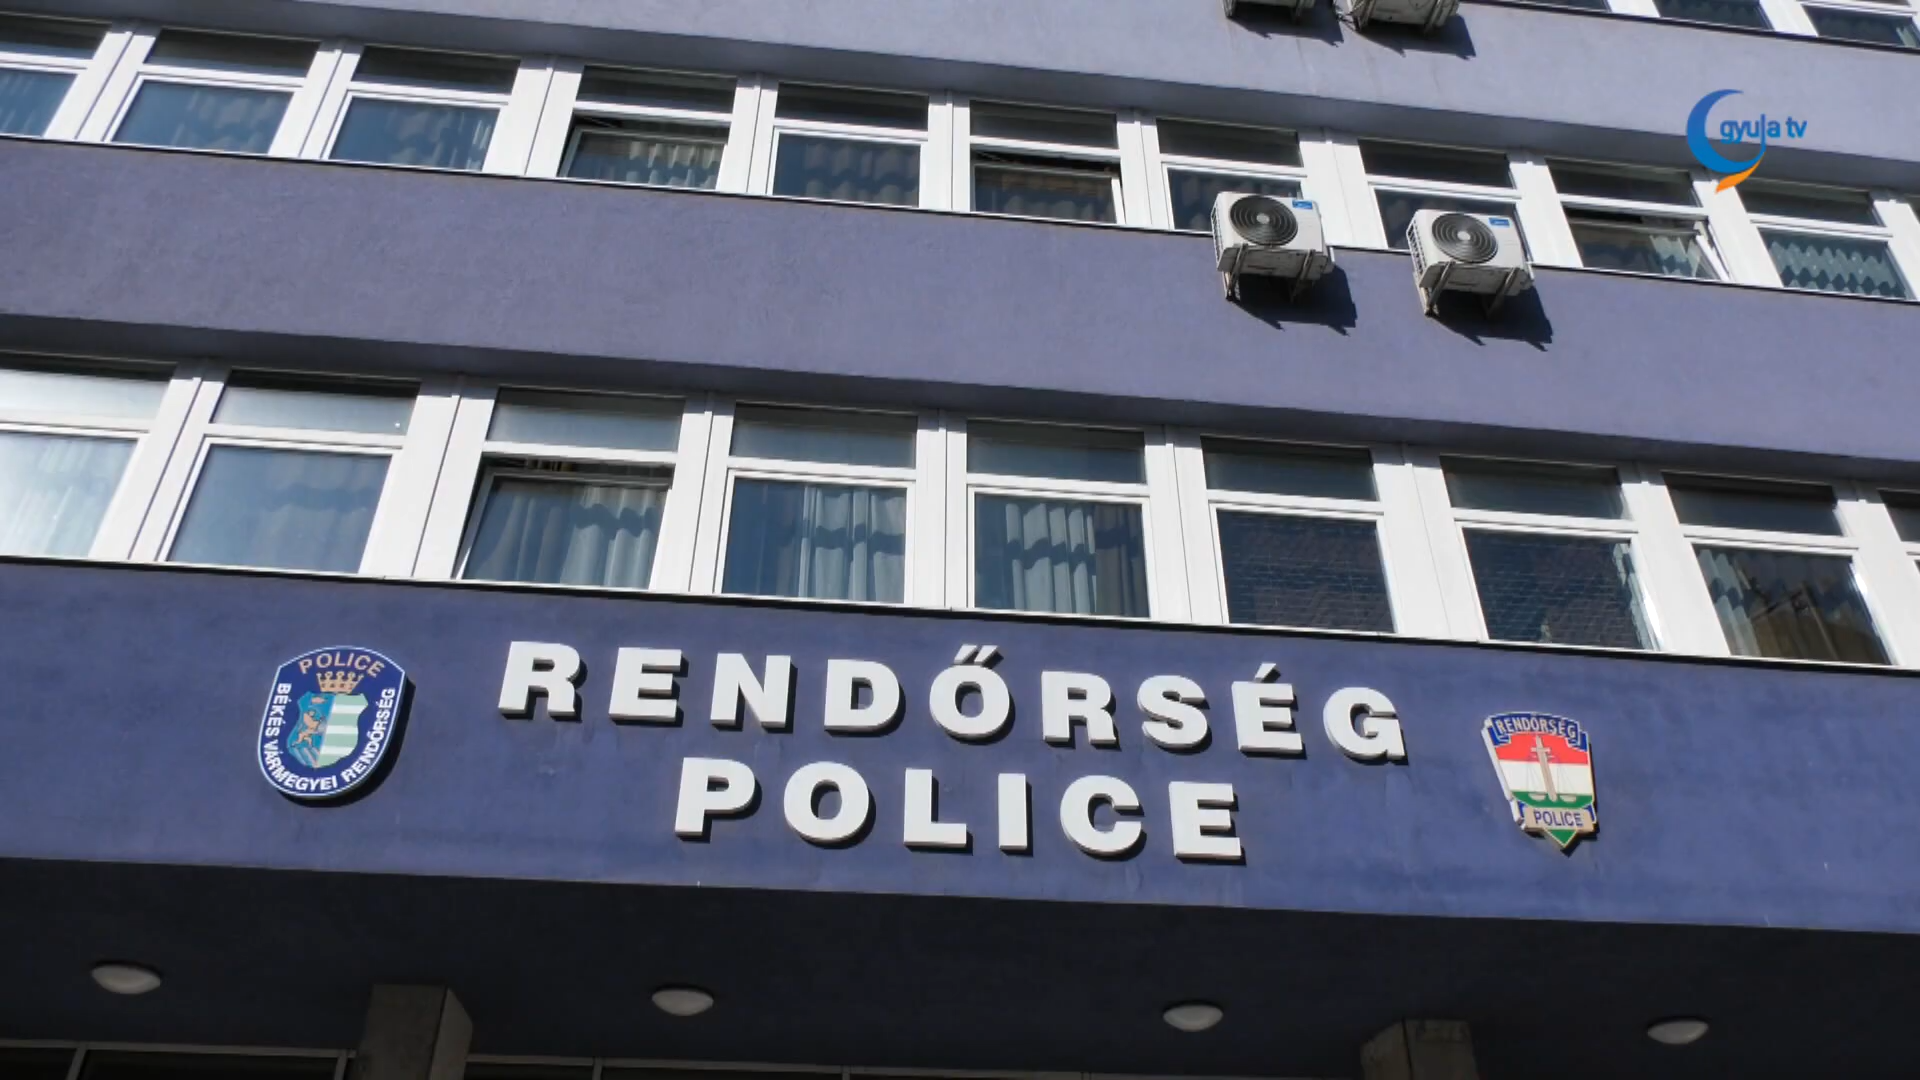 gyula tv
RENDŐRSÉG
POLICE
POLICE
BÉKÉS VÁRMEGYEI RENDŐRSÉG
RENDŐRSÉG
POLICE